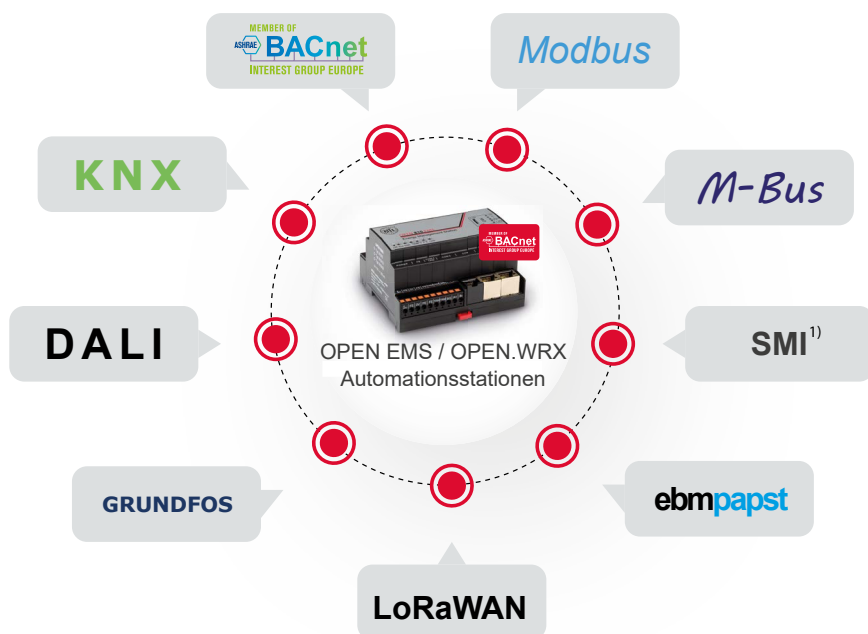 MEMBER OF
ASHRAE BACnet
INTEREST GROUP EUROPE
Modbus
KNX
M-Bus
MEMBER OF
BACnet
INTEREST GROUP EUROPE
DALI
SMI¹⁾
OPEN EMS / OPEN.WRX
Automationsstationen
GRUNDFOS
ebmpapst
LoRaWAN